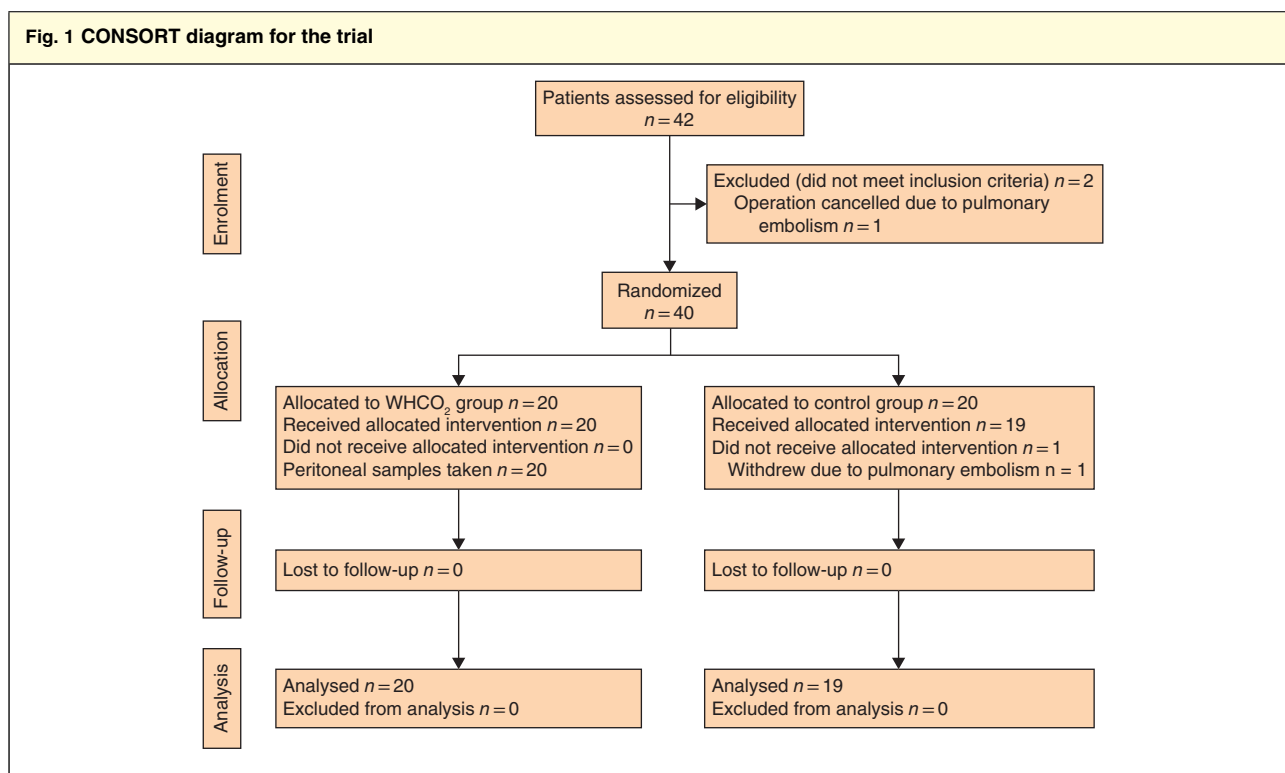 Fig. 1 CONSORT diagram for the trial
Patients assessed for eligibility
n = 42
Enrolment
Excluded (did not meet inclusion criteria) n = 2
Operation cancelled due to pulmonary
embolism n = 1
Randomized
n = 40
Allocation
Allocated to WHCO₂ group n = 20
Received allocated intervention n = 20
Did not receive allocated intervention n = 0
Peritoneal samples taken n = 20
Allocated to control group n = 20
Received allocated intervention n = 19
Did not receive allocated intervention n = 1
Withdrew due to pulmonary embolism n = 1
Follow-up
Lost to follow-up n = 0
Lost to follow-up n = 0
Analysis
Analysed n = 20
Excluded from analysis n = 0
Analysed n = 19
Excluded from analysis n = 0